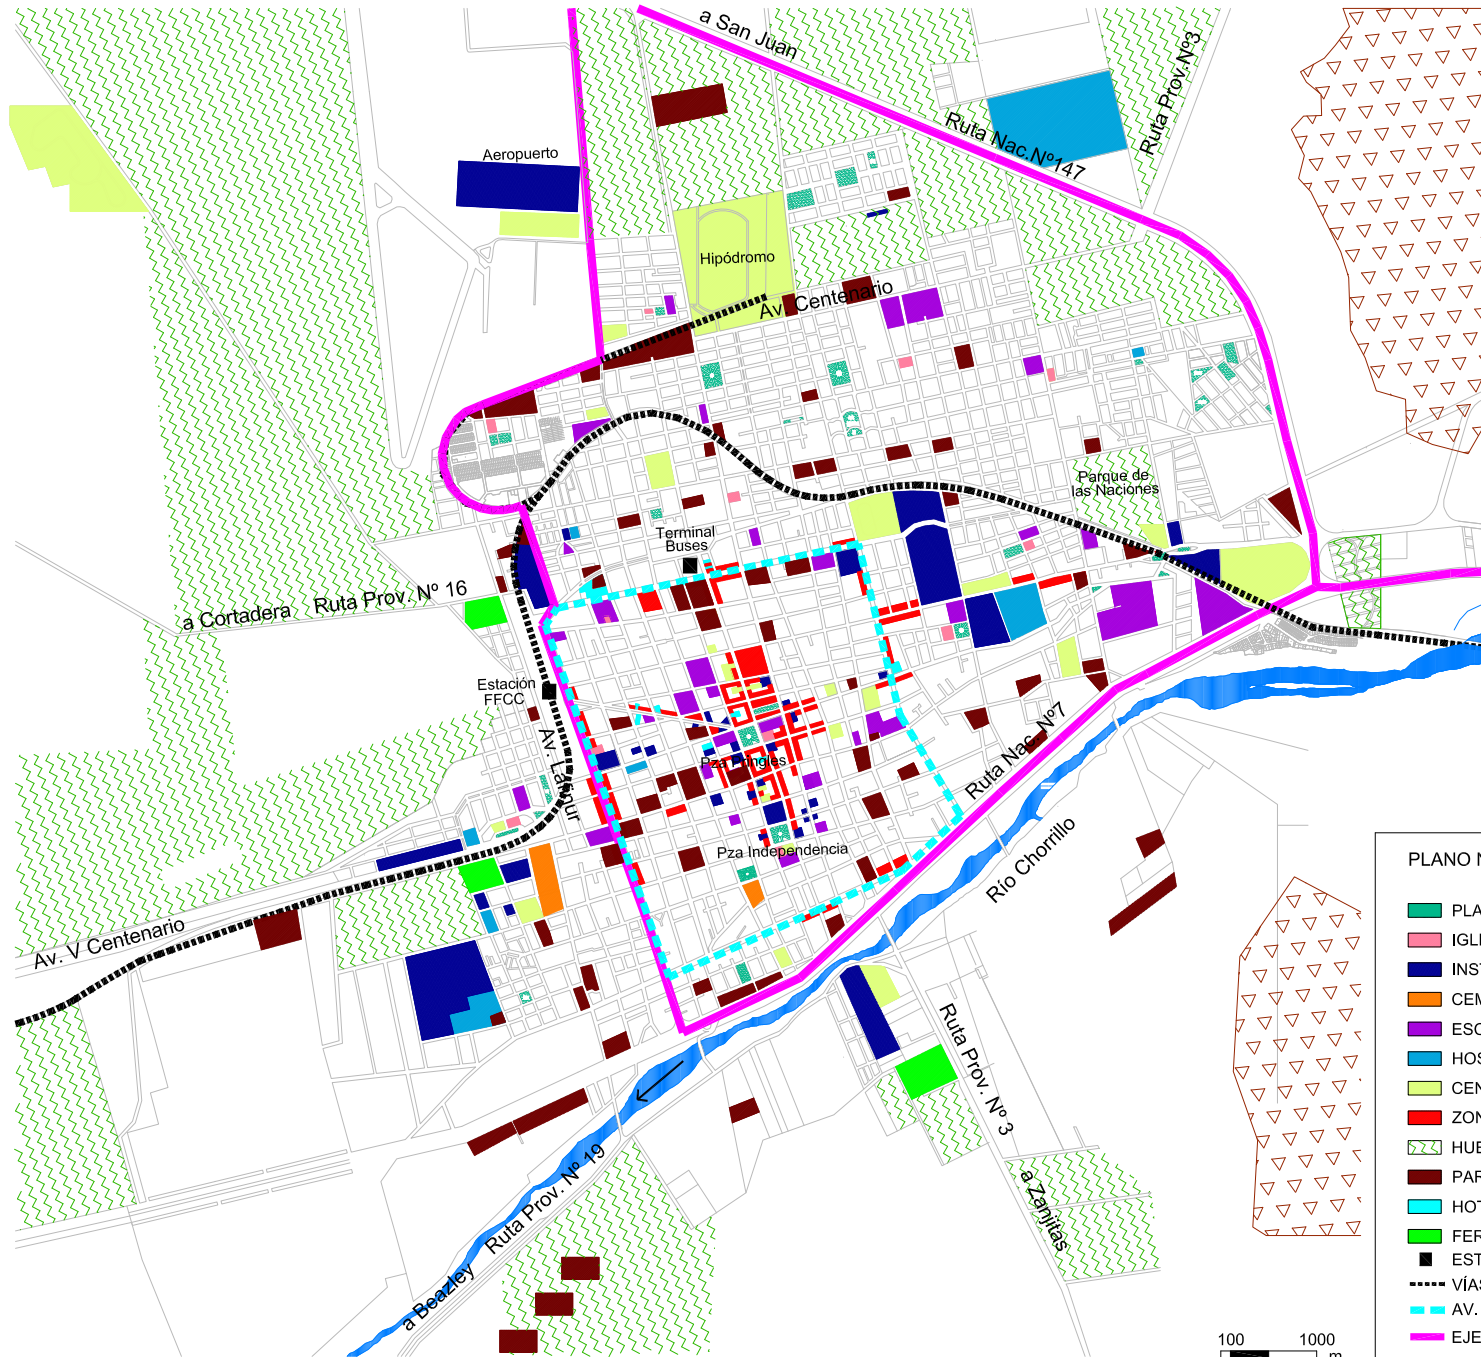 a San Juan
Ruta Prov.Nº3
Ruta Nac.Nº147
Aeropuerto
Hipódromo
Av. Centenario
Parque de
las Naciones
Terminal
Buses
a Cortadera Ruta Prov. Nº 16
Estación
FFCC
Av. Lafinur
Pza Pringles
Ruta Nac. Nº7
Pza Independencia
Río Chorrillo
Av. V Centenario
Ruta Prov. Nº 3
a Zanjitas
Ruta Prov. Nº 19
a Beazley
PLANO
PLA
IGL
INS
CEM
ESC
HOS
CEN
ZON
HUE
PAR
HOT
FER
EST
VÍAS
AV.
EJE
100 1000
m